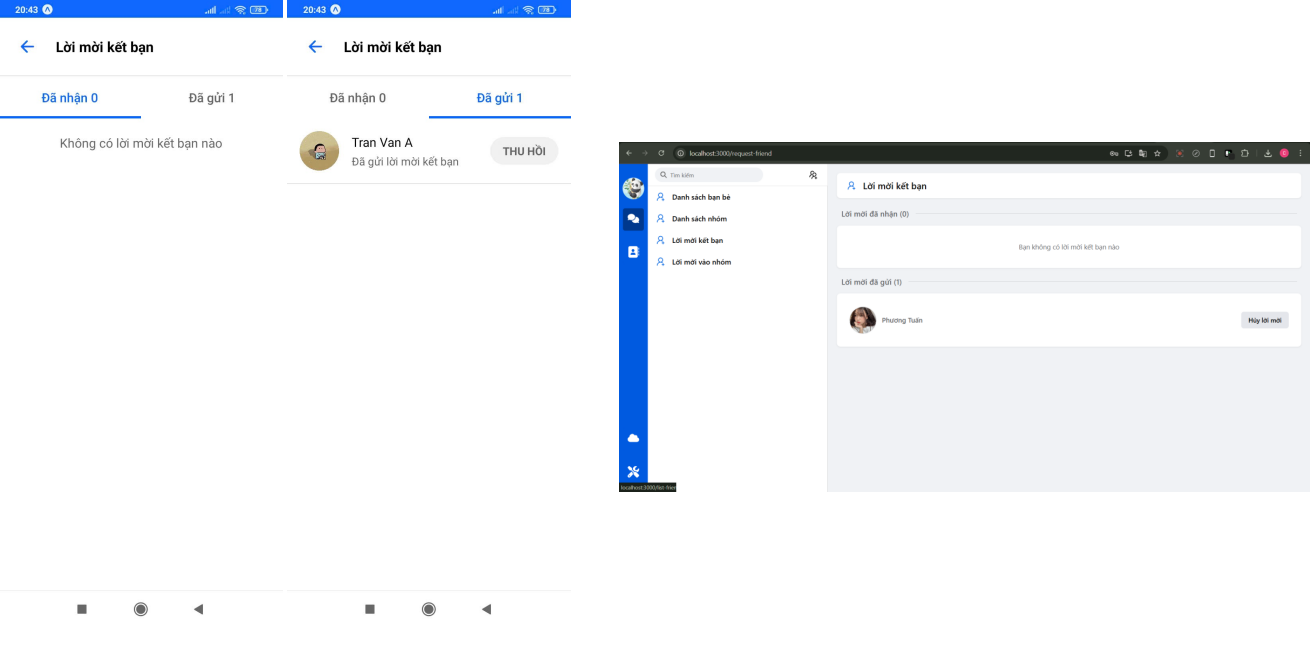 20:43
78
Lời mời kết bạn
Đã nhận 0
Đã gửi 1
Không có lời mời kết bạn nào
20:43
78
Lời mời kết bạn
Đã nhận 0
Đã gửi 1
Tran Van A
Đã gửi lời mời kết bạn
THU HỒI
localhost:3000/request-friend
Tìm kiếm
Danh sách bạn bè
Danh sách nhóm
Lời mời kết bạn
Lời mời vào nhóm
Lời mời kết bạn
Lời mời đã nhận (0)
Bạn không có lời mời kết bạn nào
Lời mời đã gửi (1)
Phương Tuấn
Hủy lời mời
localhost:3000/list-frien